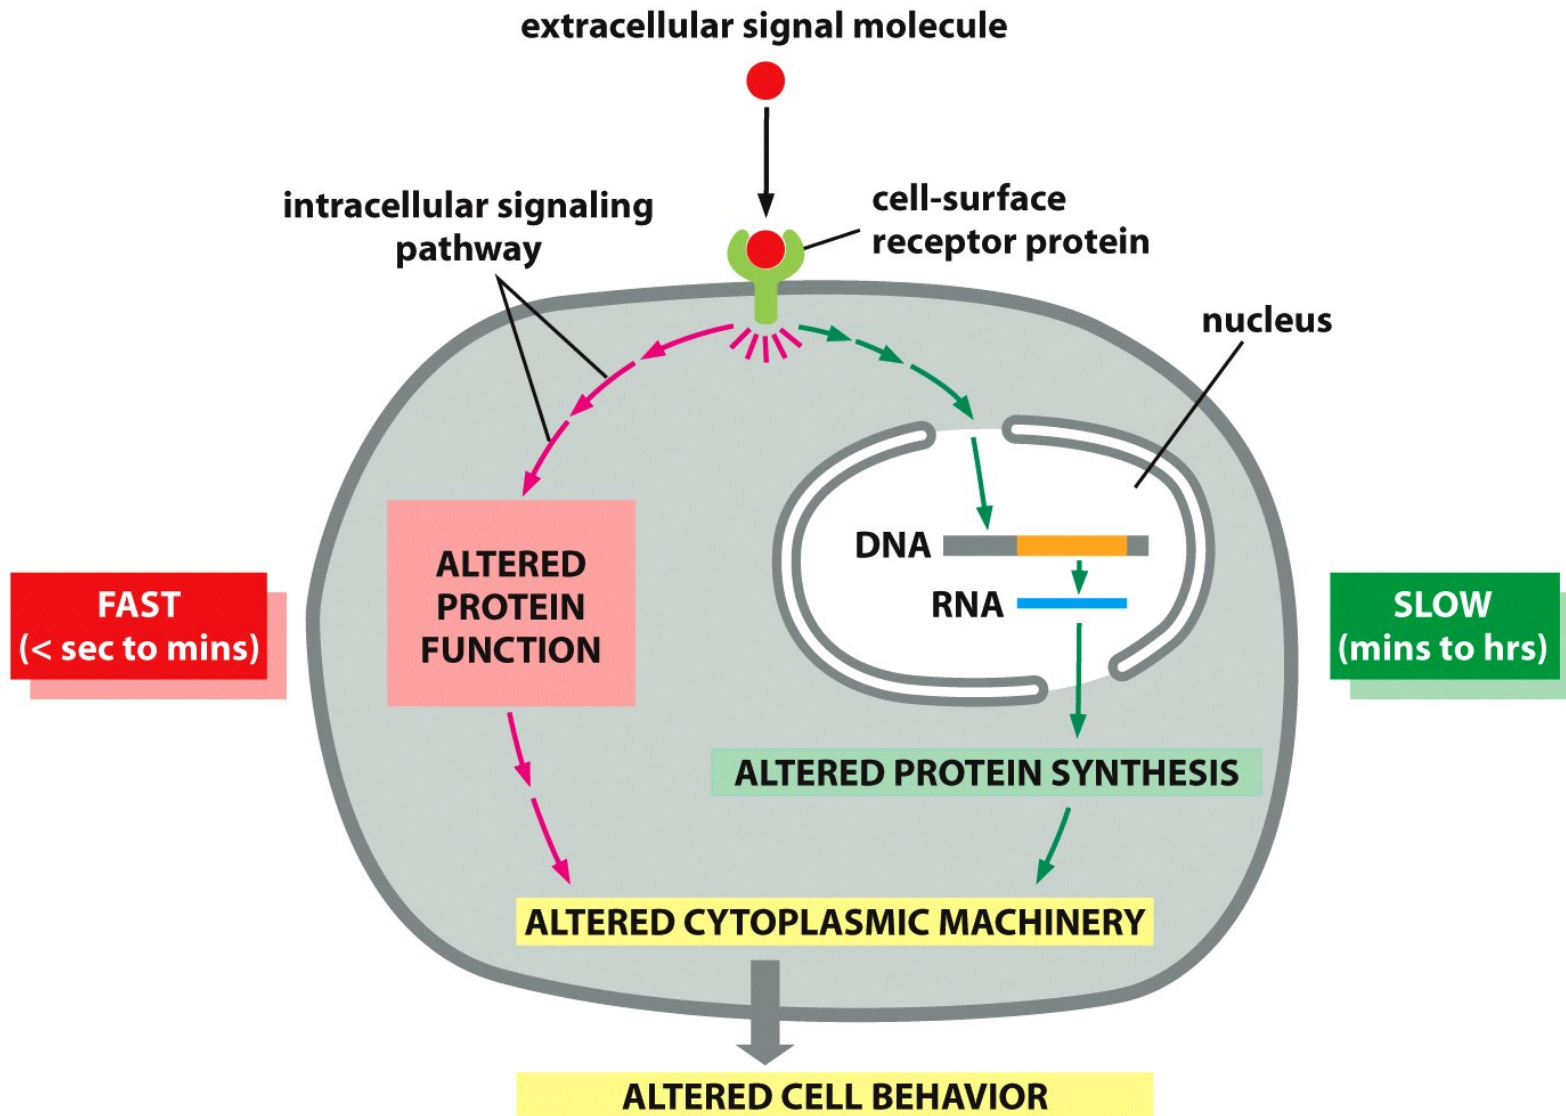 extracellular signal molecule
intracellular signaling
pathway
cell-surface
receptor protein
nucleus
DNA
RNA
ALTERED
PROTEIN
FUNCTION
FAST
(< sec to mins)
SLOW
(mins to hrs)
ALTERED PROTEIN SYNTHESIS
ALTERED CYTOPLASMIC MACHINERY
ALTERED CELL BEHAVIOR